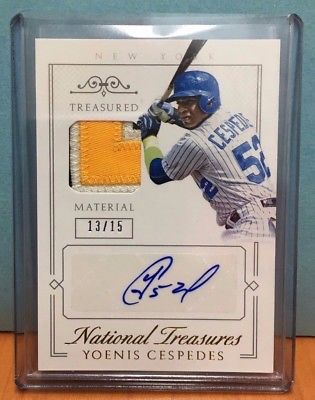 NEW YORK
TREASURED
MATERIAL
13/15
CESPEDES
52
National Treasures
YOENIS CESPEDES